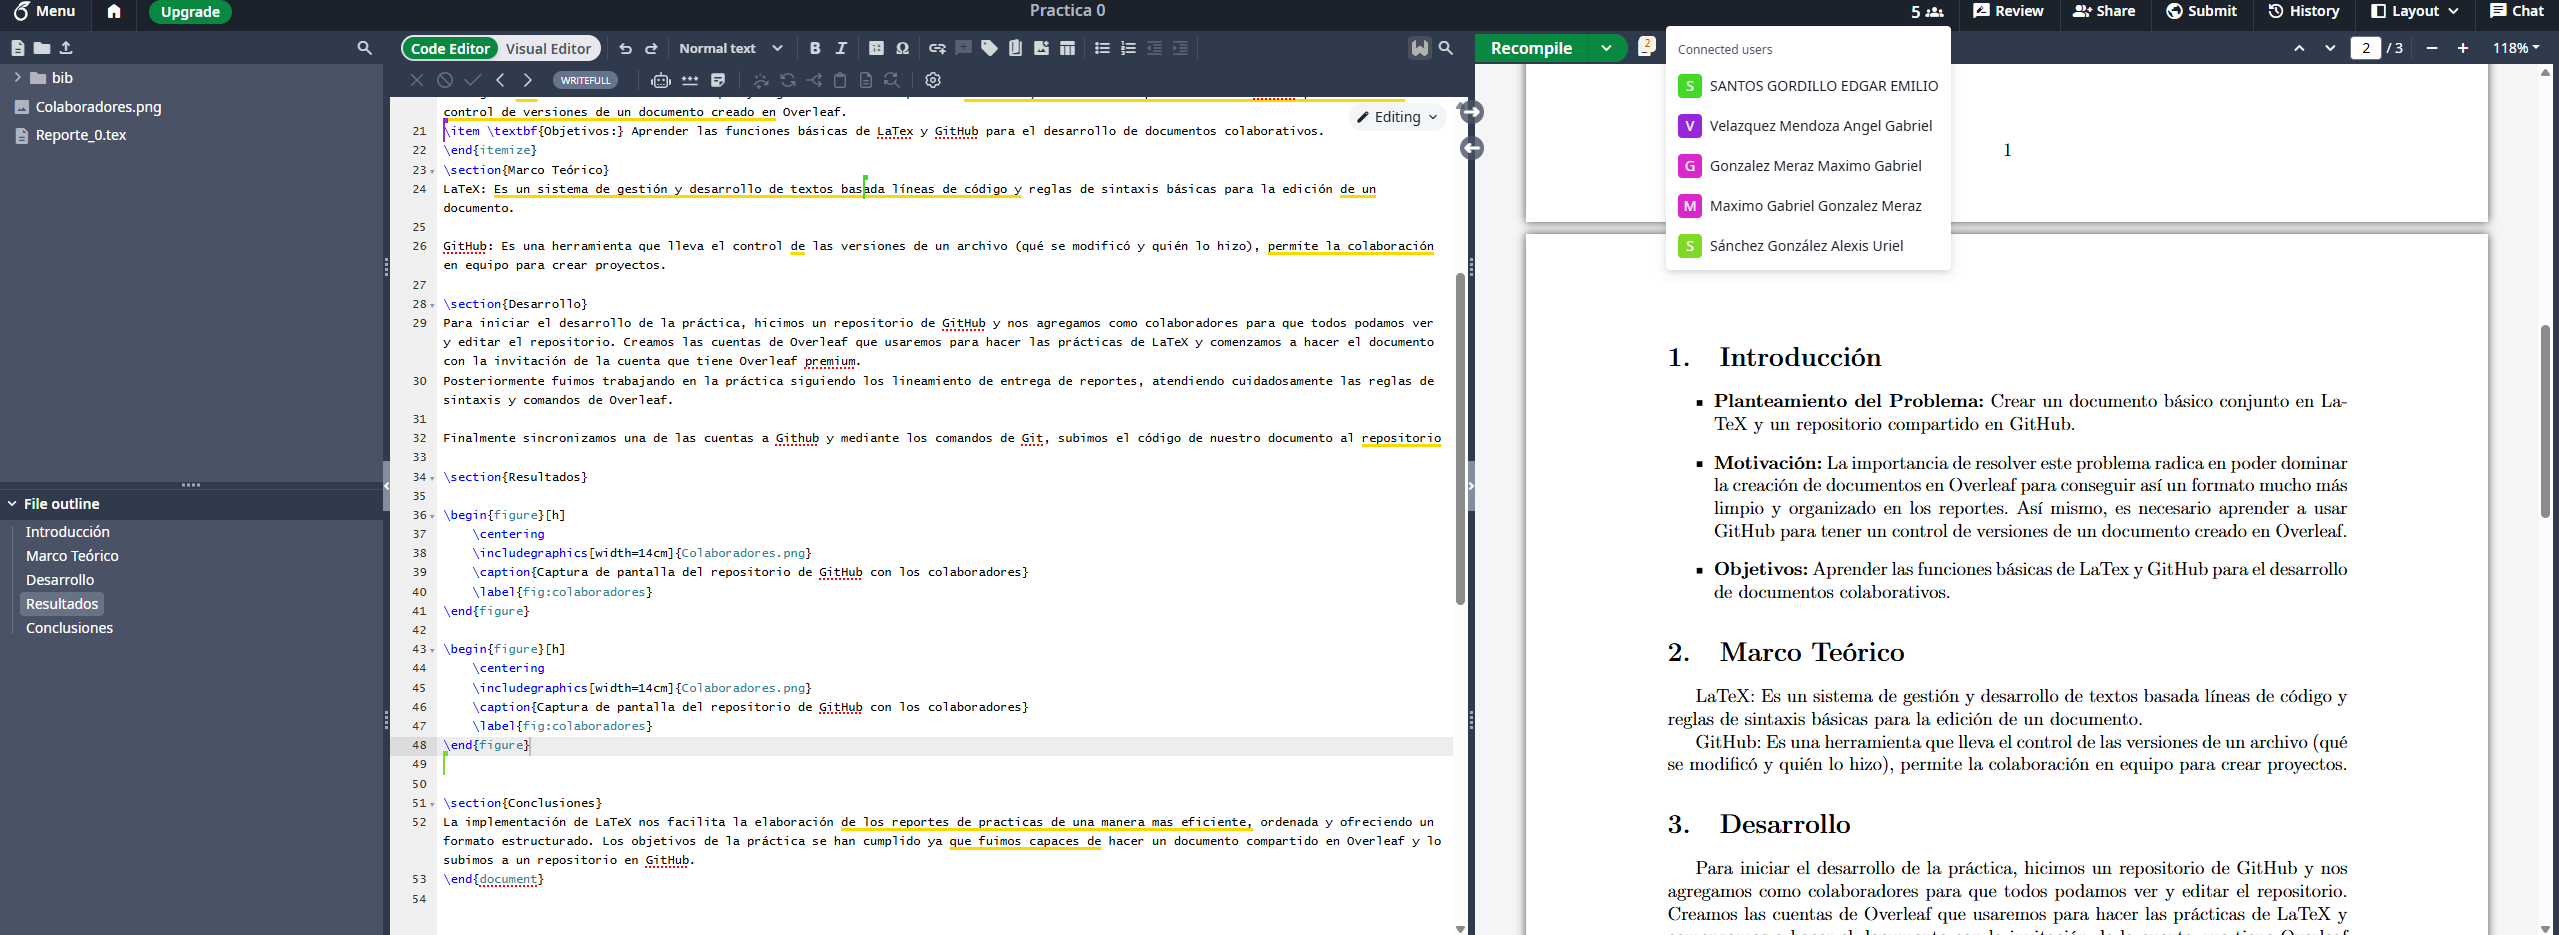 Menu
Upgrade
Practica 0
5
Review
Share
Submit
History
Layout
Chat
Code Editor
Visual Editor
Normal text
Recompile
2
2 / 3
118%
WRITEFULL
bib
Colaboradores.png
Reporte_0.tex
File outline
Introducción
Marco Teórico
Desarrollo
Resultados
Conclusiones
Editing
control de versiones de un documento creado en Overleaf.
21 \item \textbf{Objetivos:} Aprender las funciones básicas de LaTex y GitHub para el desarrollo de documentos colaborativos.
22 \end{itemize}
23 \section{Marco Teórico}
24 LaTeX: Es un sistema de gestión y desarrollo de textos basada líneas de código y reglas de sintaxis básicas para la edición de un
documento.
25
26 GitHub: Es una herramienta que lleva el control de las versiones de un archivo (qué se modificó y quién lo hizo), permite la colaboración
en equipo para crear proyectos.
27
28 \section{Desarrollo}
29 Para iniciar el desarrollo de la práctica, hicimos un repositorio de GitHub y nos agregamos como colaboradores para que todos podamos ver
y editar el repositorio. Creamos las cuentas de Overleaf que usaremos para hacer las prácticas de LaTeX y comenzamos a hacer el documento
con la invitación de la cuenta que tiene Overleaf premium.
30 Posteriormente fuimos trabajando en la práctica siguiendo los lineamiento de entrega de reportes, atendiendo cuidadosamente las reglas de
sintaxis y comandos de Overleaf.
31
32 Finalmente sincronizamos una de las cuentas a Github y mediante los comandos de Git, subimos el código de nuestro documento al repositorio
33
34 \section{Resultados}
35
36 \begin{figure}[h]
37 \centering
38 \includegraphics[width=14cm]{Colaboradores.png}
39 \caption{Captura de pantalla del repositorio de GitHub con los colaboradores}
40 \label{fig:colaboradores}
41 \end{figure}
42
43 \begin{figure}[h]
44 \centering
45 \includegraphics[width=14cm]{Colaboradores.png}
46 \caption{Captura de pantalla del repositorio de GitHub con los colaboradores}
47 \label{fig:colaboradores}
48 \end{figure}
49
50
51 \section{Conclusiones}
52 La implementación de LaTeX nos facilita la elaboración de los reportes de practicas de una manera mas eficiente, ordenada y ofreciendo un
formato estructurado. Los objetivos de la práctica se han cumplido ya que fuimos capaces de hacer un documento compartido en Overleaf y lo
subimos a un repositorio en GitHub.
53 \end{document}
54
Connected users
S SANTOS GORDILLO EDGAR EMILIO
V Velazquez Mendoza Angel Gabriel
G Gonzalez Meraz Maximo Gabriel
M Maximo Gabriel Gonzalez Meraz
S Sánchez González Alexis Uriel
1
1. Introducción
Planteamiento del Problema: Crear un documento básico conjunto en La-
TeX y un repositorio compartido en GitHub.
Motivación: La importancia de resolver este problema radica en poder dominar
la creación de documentos en Overleaf para conseguir así un formato mucho más
limpio y organizado en los reportes. Así mismo, es necesario aprender a usar
GitHub para tener un control de versiones de un documento creado en Overleaf.
Objetivos: Aprender las funciones básicas de LaTex y GitHub para el desarrollo
de documentos colaborativos.
2. Marco Teórico
LaTeX: Es un sistema de gestión y desarrollo de textos basada líneas de código y
reglas de sintaxis básicas para la edición de un documento.
GitHub: Es una herramienta que lleva el control de las versiones de un archivo (qué
se modificó y quién lo hizo), permite la colaboración en equipo para crear proyectos.
3. Desarrollo
Para iniciar el desarrollo de la práctica, hicimos un repositorio de GitHub y nos
agregamos como colaboradores para que todos podamos ver y editar el repositorio.
Creamos las cuentas de Overleaf que usaremos para hacer las prácticas de LaTeX y